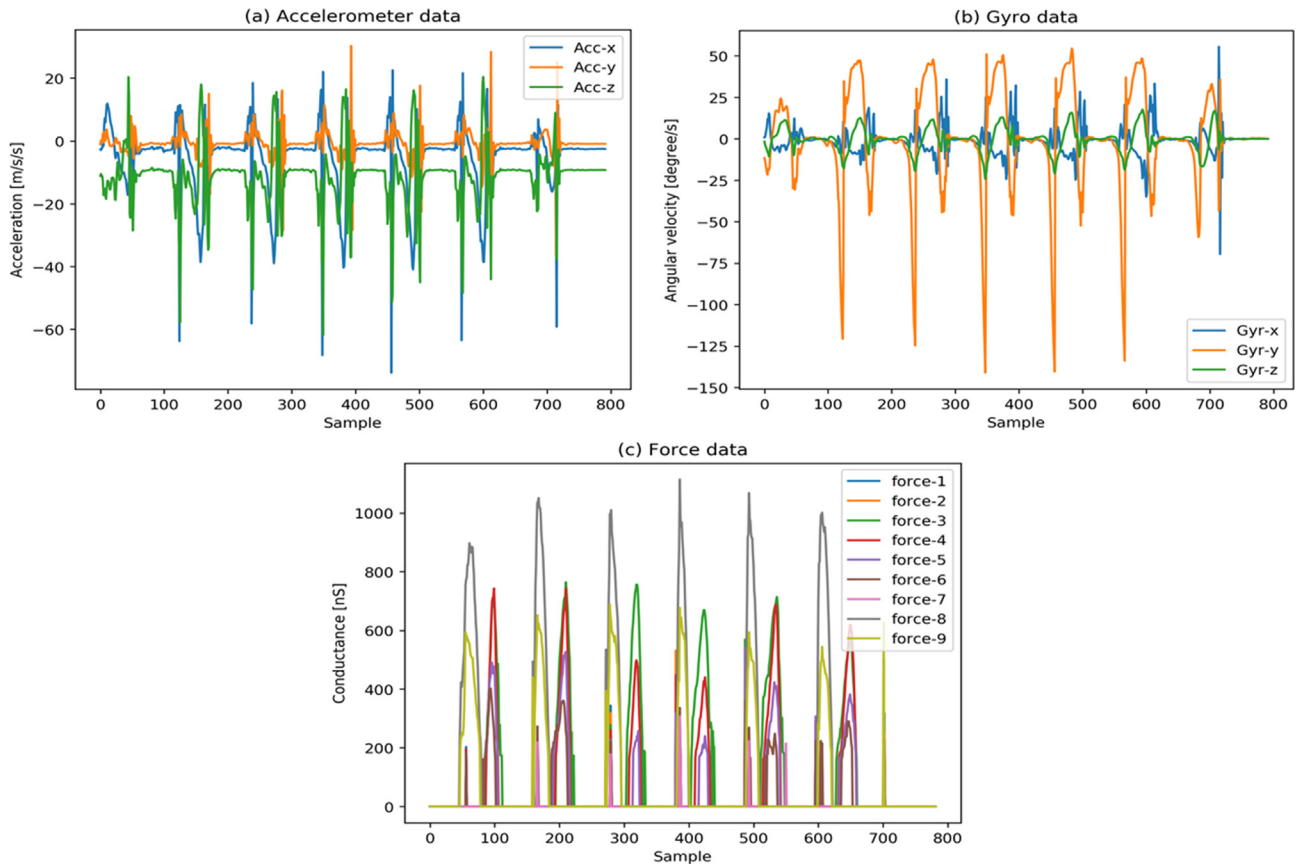 (a) Accelerometer data
Acceleration [m/s/s]
20
0
−20
−40
−60
Acc-x
Acc-y
Acc-z
0 100 200 300 400 500 600 700 800
Sample
(b) Gyro data
Angular velocity [degree/s]
50
25
0
−25
−50
−75
−100
−125
−150
Gyr-x
Gyr-y
Gyr-z
0 100 200 300 400 500 600 700 800
Sample
(c) Force data
Conductance [nS]
1000
800
600
400
200
0
force-1
force-2
force-3
force-4
force-5
force-6
force-7
force-8
force-9
0 100 200 300 400 500 600 700 800
Sample